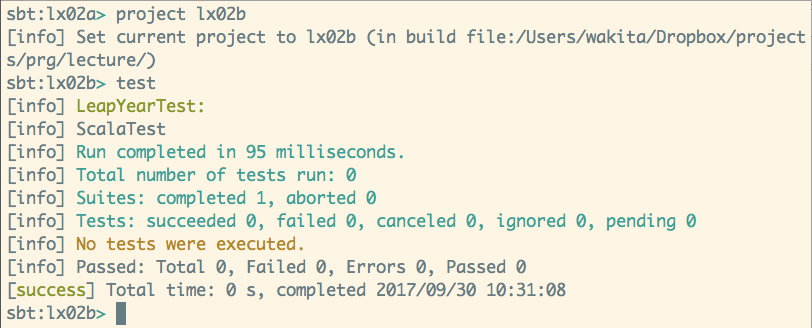 sbt:lx02a> project lx02b
[info] Set current project to lx02b (in build file:/Users/wakita/Dropbox/project
s/prg/lecture/)
sbt:lx02b> test
[info] LeapYearTest:
[info] ScalaTest
[info] Run completed in 95 milliseconds.
[info] Total number of tests run: 0
[info] Suites: completed 1, aborted 0
[info] Tests: succeeded 0, failed 0, canceled 0, ignored 0, pending 0
[info] No tests were executed.
[info] Passed: Total 0, Failed 0, Errors 0, Passed 0
[success] Total time: 0 s, completed 2017/09/30 10:31:08
sbt:lx02b>